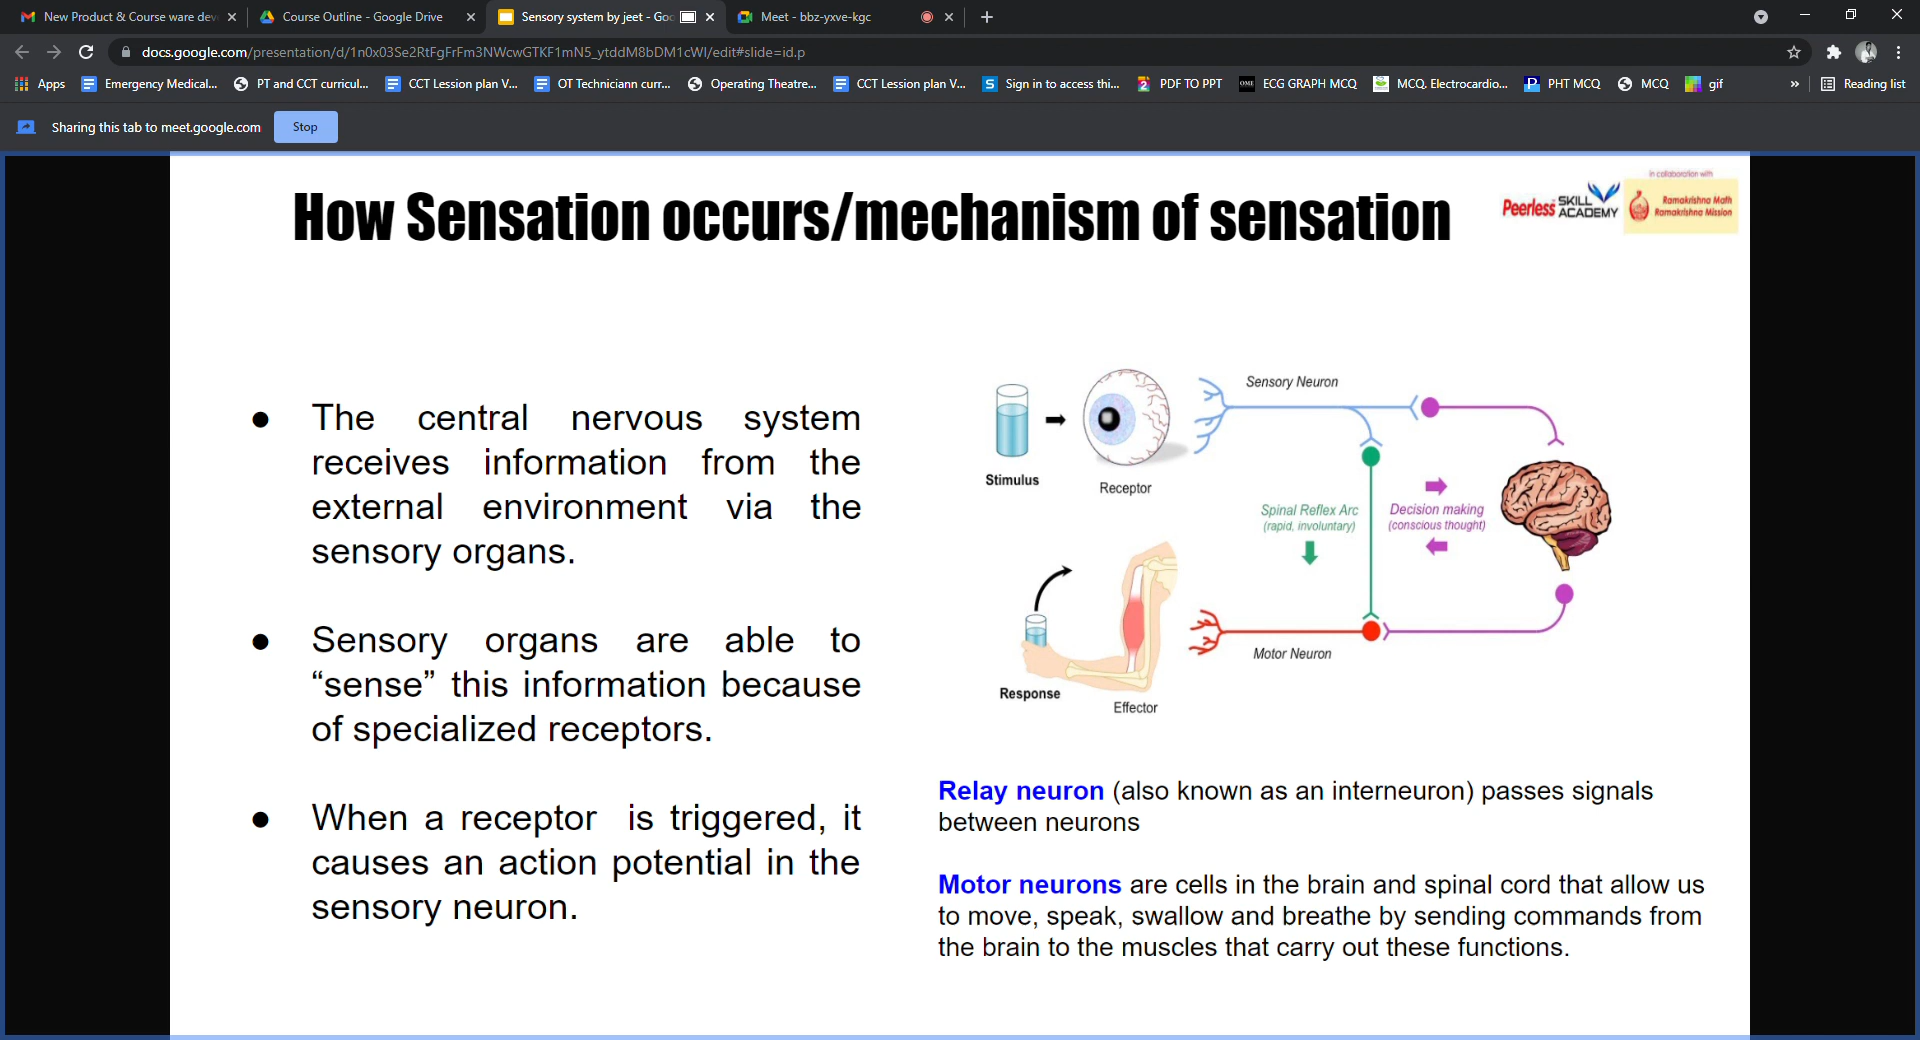 New Product & Course ware dev
Course Outline - Google Drive
Sensory system by jeet - Goo
Meet - bbz-yxve-kgc
docs.google.com/presentation/d/1n0x03Se2RtFgFrFm3NWcwGTKF1mN5_ytddM8bDM1cWI/edit#slide=id.p
Apps
Emergency Medical...
PT and CCT curricul...
CCT Lession plan V...
OT Techniciann curr...
Operating Theatre...
CCT Lession plan V...
Sign in to access thi...
PDF TO PPT
ECG GRAPH MCQ
MCQ. Electrocardio...
PHT MCQ
MCQ
gif
»
Reading list
Sharing this tab to meet.google.com
Stop
How Sensation occurs/mechanism of sensation
Peerless SKILL
ACADEMY
in collaboration with
Ramakrishna Math
Ramakrishna Mission
● The central nervous system
receives information from the
external environment via the
sensory organs.
● Sensory organs are able to
“sense” this information because
of specialized receptors.
● When a receptor is triggered, it
causes an action potential in the
sensory neuron.
Stimulus
Receptor
Sensory Neuron
Spinal Reflex Arc
(rapid, involuntary)
Decision making
(conscious thought)
Motor Neuron
Response
Effector
Relay neuron (also known as an interneuron) passes signals
between neurons
Motor neurons are cells in the brain and spinal cord that allow us
to move, speak, swallow and breathe by sending commands from
the brain to the muscles that carry out these functions.